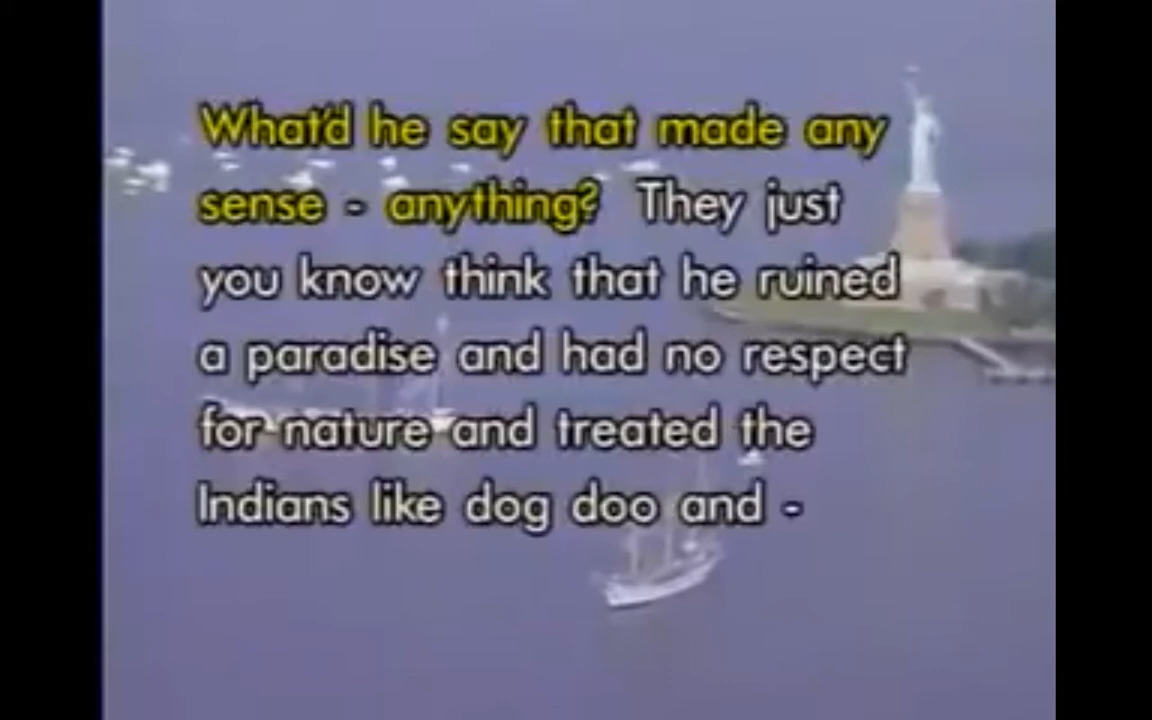 What'd he say that made any
sense - anything? They just
you know think that he ruined
a paradise and had no respect
for nature and treated the
Indians like dog doo and -